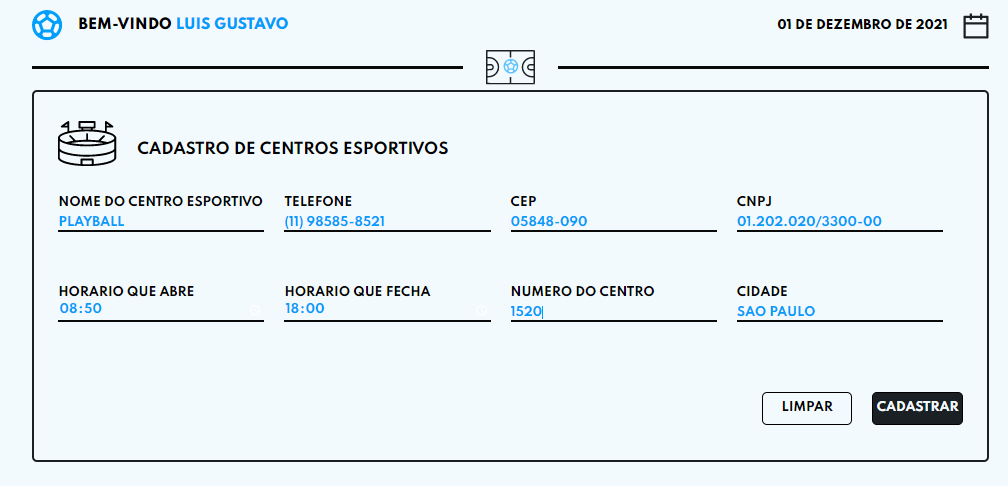 BEM-VINDO LUIS GUSTAVO
01 DE DEZEMBRO DE 2021
CADASTRO DE CENTROS ESPORTIVOS
NOME DO CENTRO ESPORTIVO TELEFONE CEP CNPJ
PLAYBALL (11) 98585-8521 05848-090 01.202.020/3300-00
HORARIO QUE ABRE HORARIO QUE FECHA NUMERO DO CENTRO CIDADE
08:50 18:00 1520 SAO PAULO
LIMPAR CADASTRAR